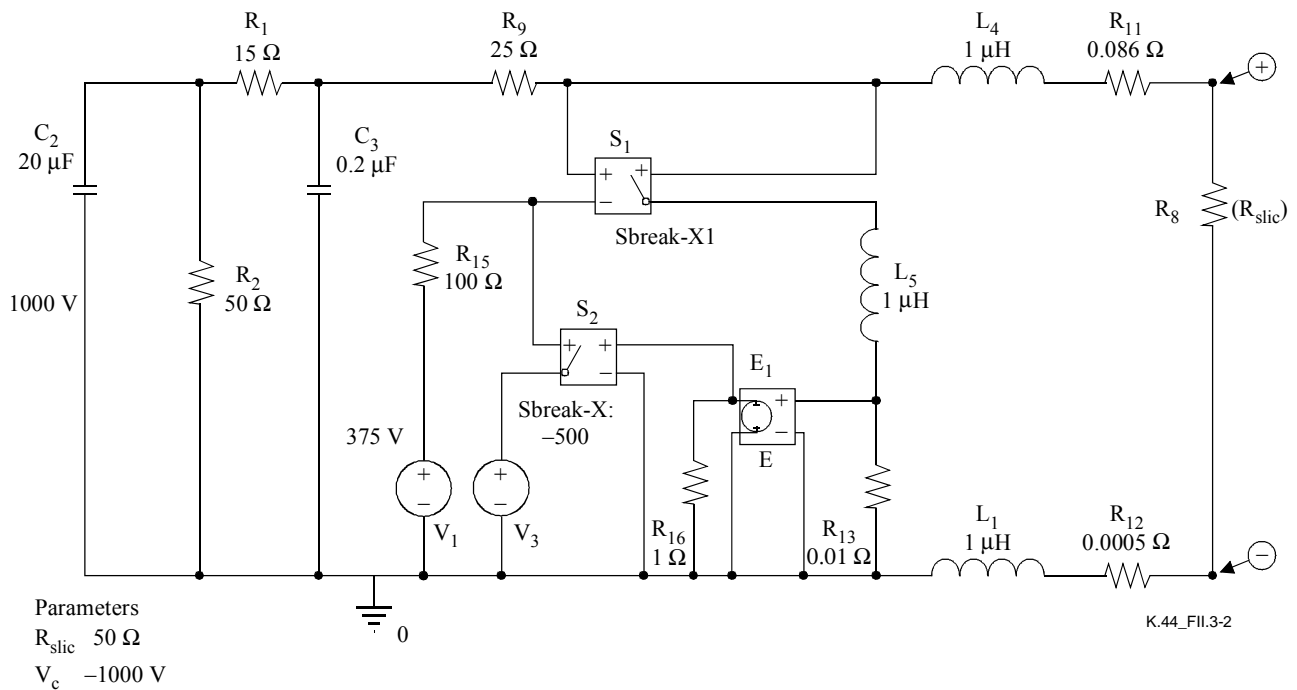 R1
15 Ω
R9
25 Ω
L4
1 μH
R11
0.086 Ω
+
C2
20 μF
C3
0.2 μF
S1
+
+
−
Sbreak-X1
R8
(Rslic)
R15
100 Ω
L5
1 μH
R2
50 Ω
1000 V
S2
+
+
−
E1
+
−
E
Sbreak-X:
–500
375 V
+
−
V1
+
−
V3
R16
1 Ω
R13
0.01 Ω
L1
1 μH
R12
0.0005 Ω
−
0
Parameters
Rslic 50 Ω
Vc –1000 V
K.44_FII.3-2